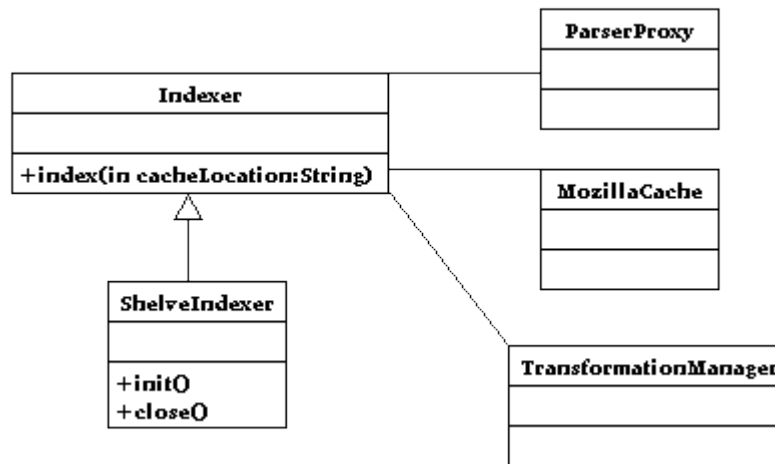 ParserProxy
Indexer
+index(in cacheLocation:String)
MozillaCache
ShelveIndexer
+init()
+close()
TransformationManager